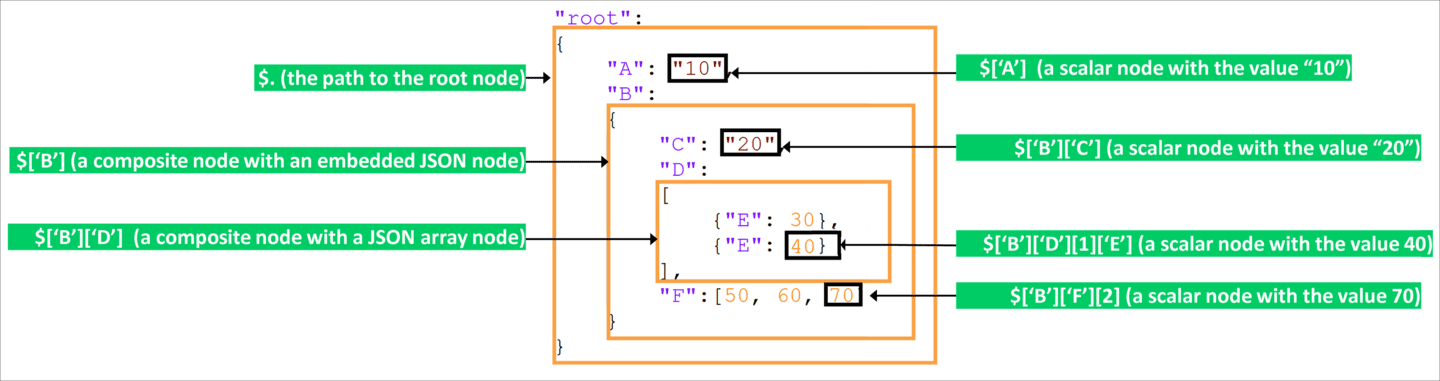 "root":
{
$. (the path to the root node)
"A": "10",
$[‘A’] (a scalar node with the value “10”)
"B":
{
$[‘B’] (a composite node with an embedded JSON node)
"C": "20",
$[‘B’][‘C’] (a scalar node with the value “20”)
"D":
[
{"E": 30},
$[‘B’][‘D’] (a composite node with a JSON array node)
{"E": 40}
$[‘B’][‘D’][1][‘E’] (a scalar node with the value 40)
],
"F":[50, 60, 70
$[‘B’][‘F’][2] (a scalar node with the value 70)
}
}